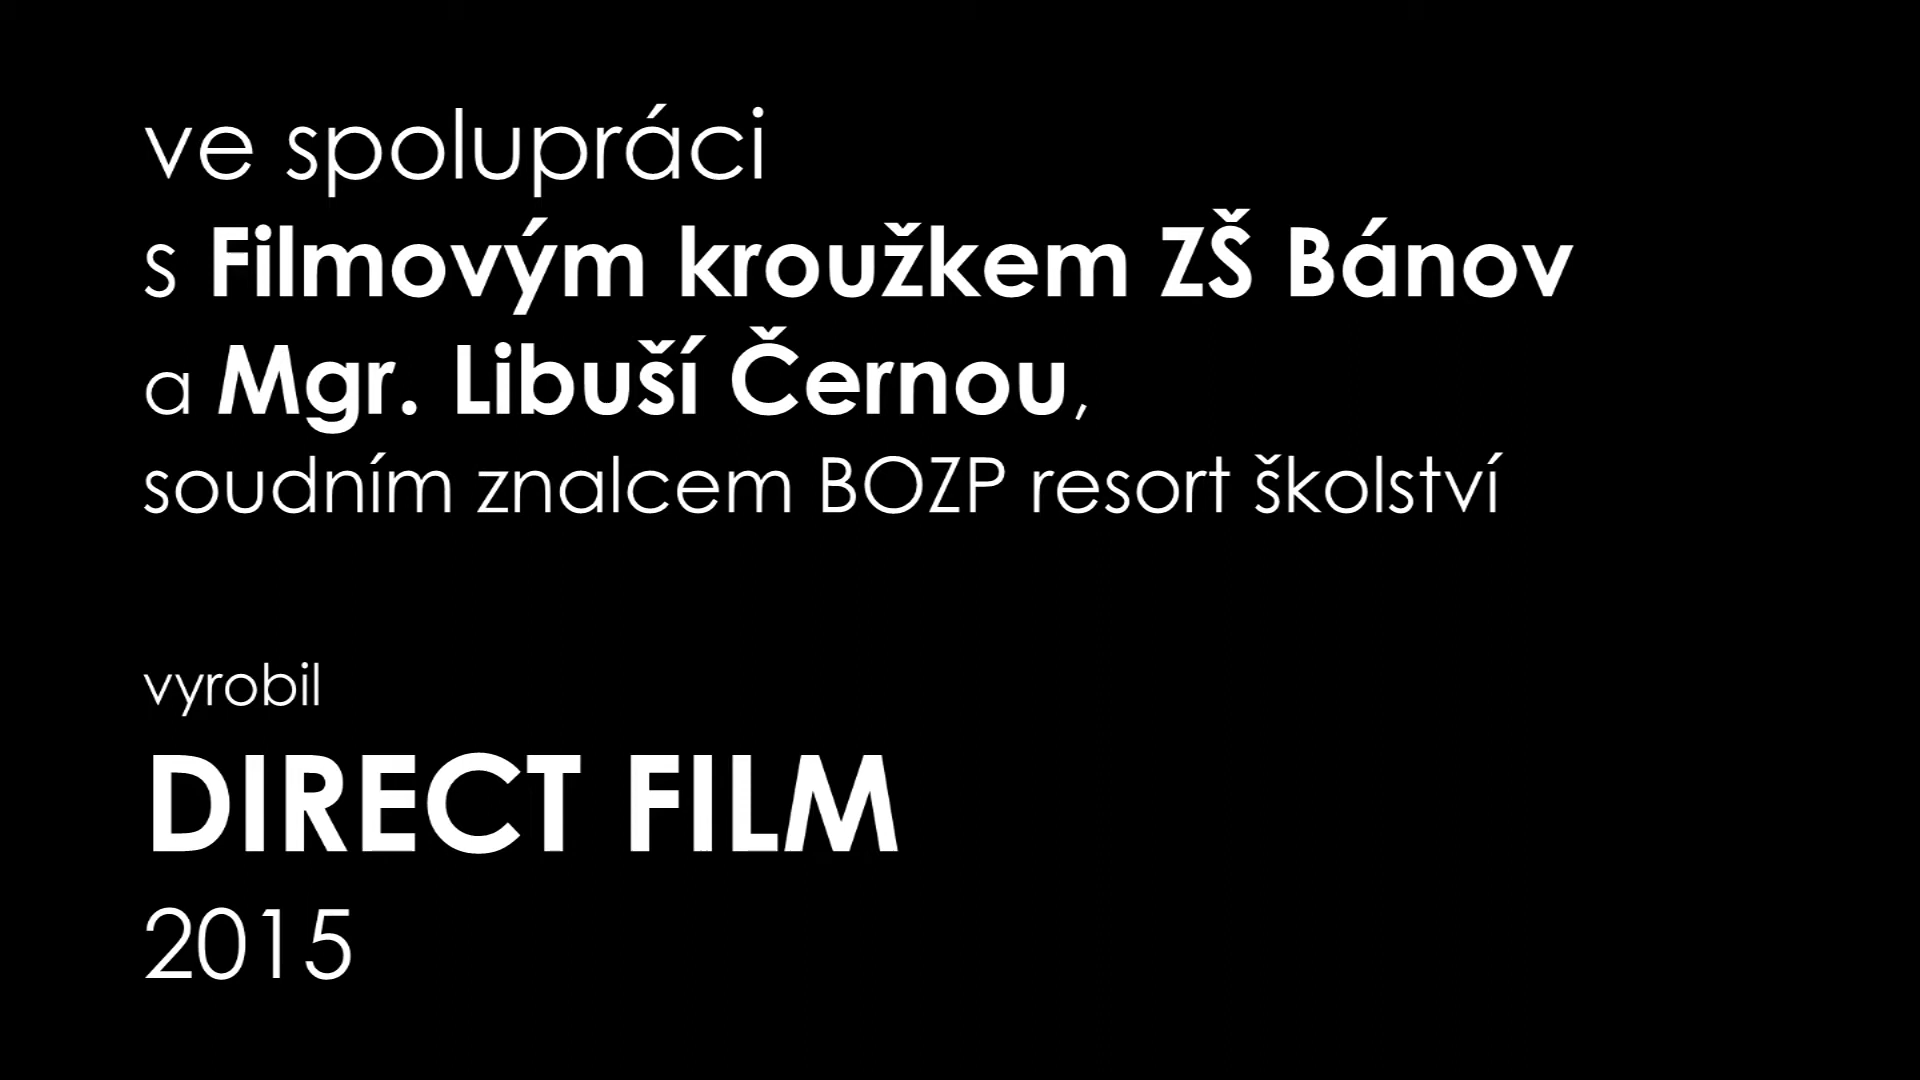 ve spolupráci
s Filmovým kroužkem ZŠ Bánov
a Mgr. Libuší Černou,
soudním znalcem BOZP resort školství
vyrobil
DIRECT FILM
2015